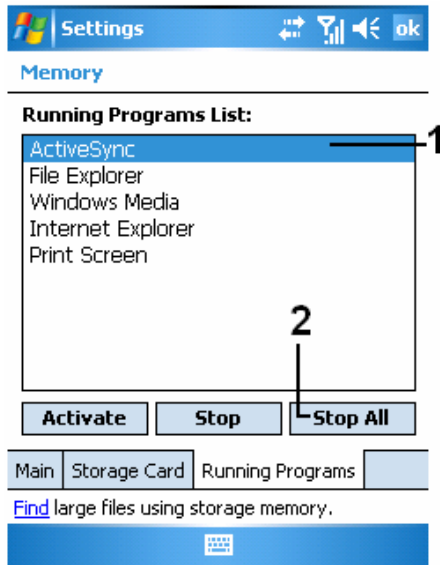 Settings ok
Memory
Running Programs List:
ActiveSync
1
File Explorer
Windows Media
Internet Explorer
Print Screen
2
Activate Stop Stop All
Main Storage Card Running Programs
Find large files using storage memory.